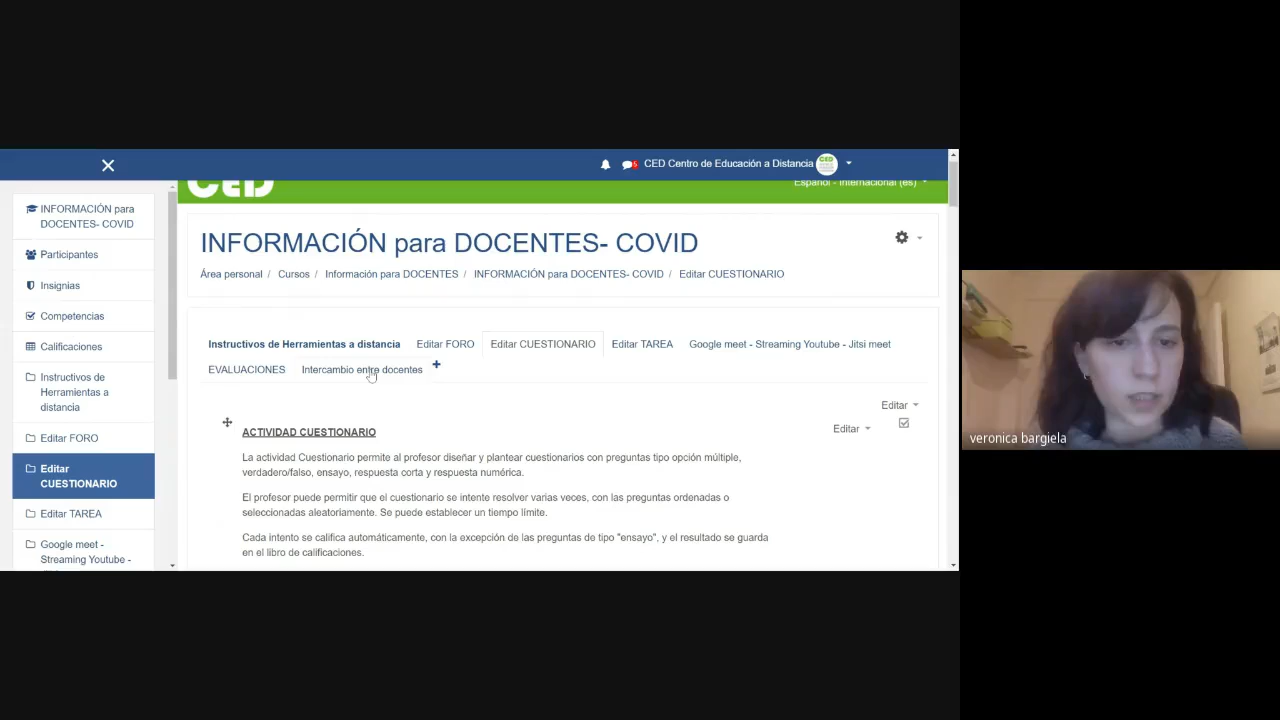 CED Centro de Educación a Distancia
CED
Español - Internacional (es)
INFORMACIÓN para
DOCENTES- COVID
Participantes
Insignias
Competencias
Calificaciones
Instructivos de
Herramientas a
distancia
Editar FORO
Editar
CUESTIONARIO
Editar TAREA
Google meet -
Streaming Youtube -
INFORMACIÓN para DOCENTES- COVID
Área personal / Cursos / Información para DOCENTES / INFORMACIÓN para DOCENTES- COVID / Editar CUESTIONARIO
Instructivos de Herramientas a distancia Editar FORO Editar CUESTIONARIO Editar TAREA Google meet - Streaming Youtube - Jitsi meet
EVALUACIONES Intercambio entre docentes
Editar
ACTIVIDAD CUESTIONARIO
Editar
La actividad Cuestionario permite al profesor diseñar y plantear cuestionarios con preguntas tipo opción múltiple,
verdadero/falso, ensayo, respuesta corta y respuesta numérica.
El profesor puede permitir que el cuestionario se intente resolver varias veces, con las preguntas ordenadas o
seleccionadas aleatoriamente. Se puede establecer un tiempo límite.
Cada intento se califica automáticamente, con la excepción de las preguntas de tipo "ensayo", y el resultado se guarda
en el libro de calificaciones.
veronica bargiela